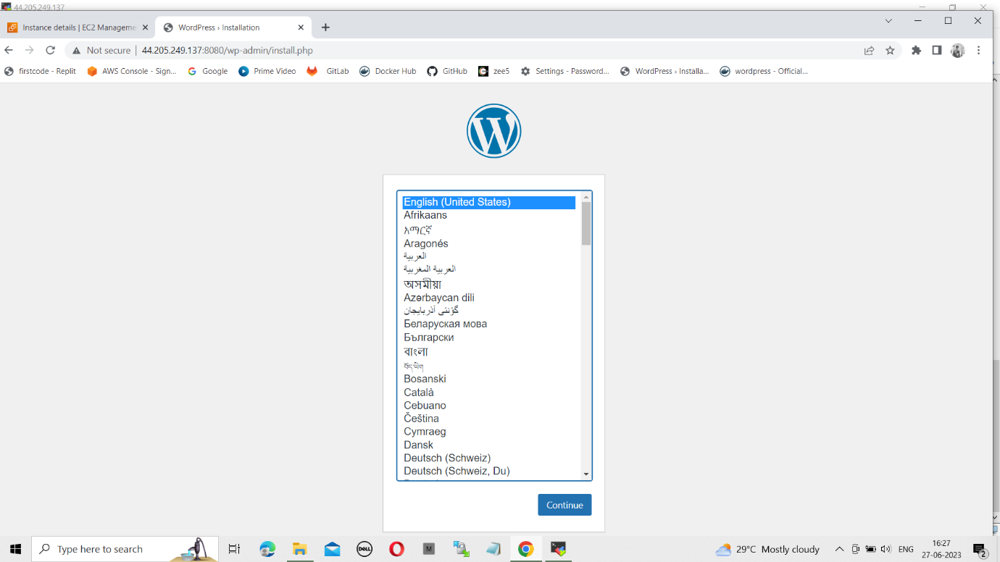 44.205.249.137
Instance details | EC2 Manageme
WordPress › Installation
Not secure
44.205.249.137:8080/wp-admin/install.php
firstcode - Replit
AWS Console - Sign...
Google
Prime Video
GitLab
Docker Hub
GitHub
zee5
Settings - Password...
WordPress › Installa...
wordpress - Official...
English (United States)
Afrikaans
አማርኛ
Aragonés
العربية
العربية المغربية
অসমীয়া
Azərbaycan dili
گؤنئی آذربایجان
Беларуская мова
Български
বাংলা
བོད་ཡིག
Bosanski
Català
Cebuano
Čeština
Cymraeg
Dansk
Deutsch (Schweiz)
Deutsch (Schweiz, Du)
Continue
Type here to search
DELL
M
29°C Mostly cloudy
ENG
16:27
27-06-2023
2